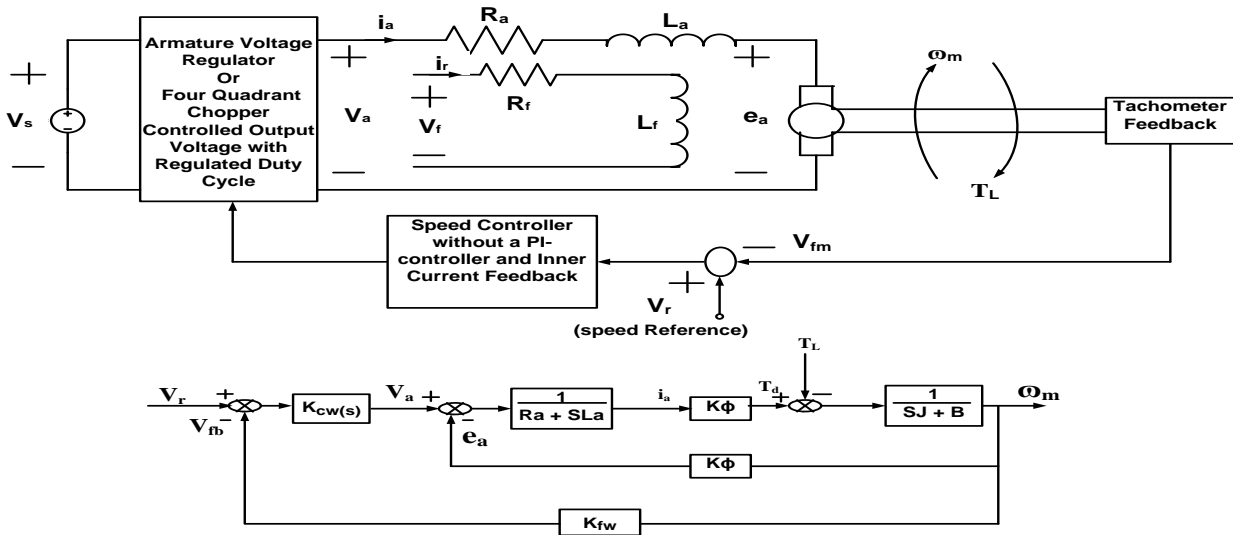 Armature Voltage
Regulator
Or
Four Quadrant
Chopper
Controlled Output
Voltage with
Regulated Duty
Cycle
+
Vs
−
+
−
ia
Ra
La
+
Va
−
ir
Rf
+
Vf
−
Lf
+
ea
−
ωm
TL
Tachometer
Feedback
Speed Controller
without a PI-
controller and Inner
Current Feedback
−
Vfm
+
Vr
(speed Reference)
Vr
+
Vfb
−
Kcw(s)
Va
+
−
ea
1
Ra + SLa
ia
Kϕ
Td
+
TL
−
1
SJ + B
ωm
Kϕ
Kfw